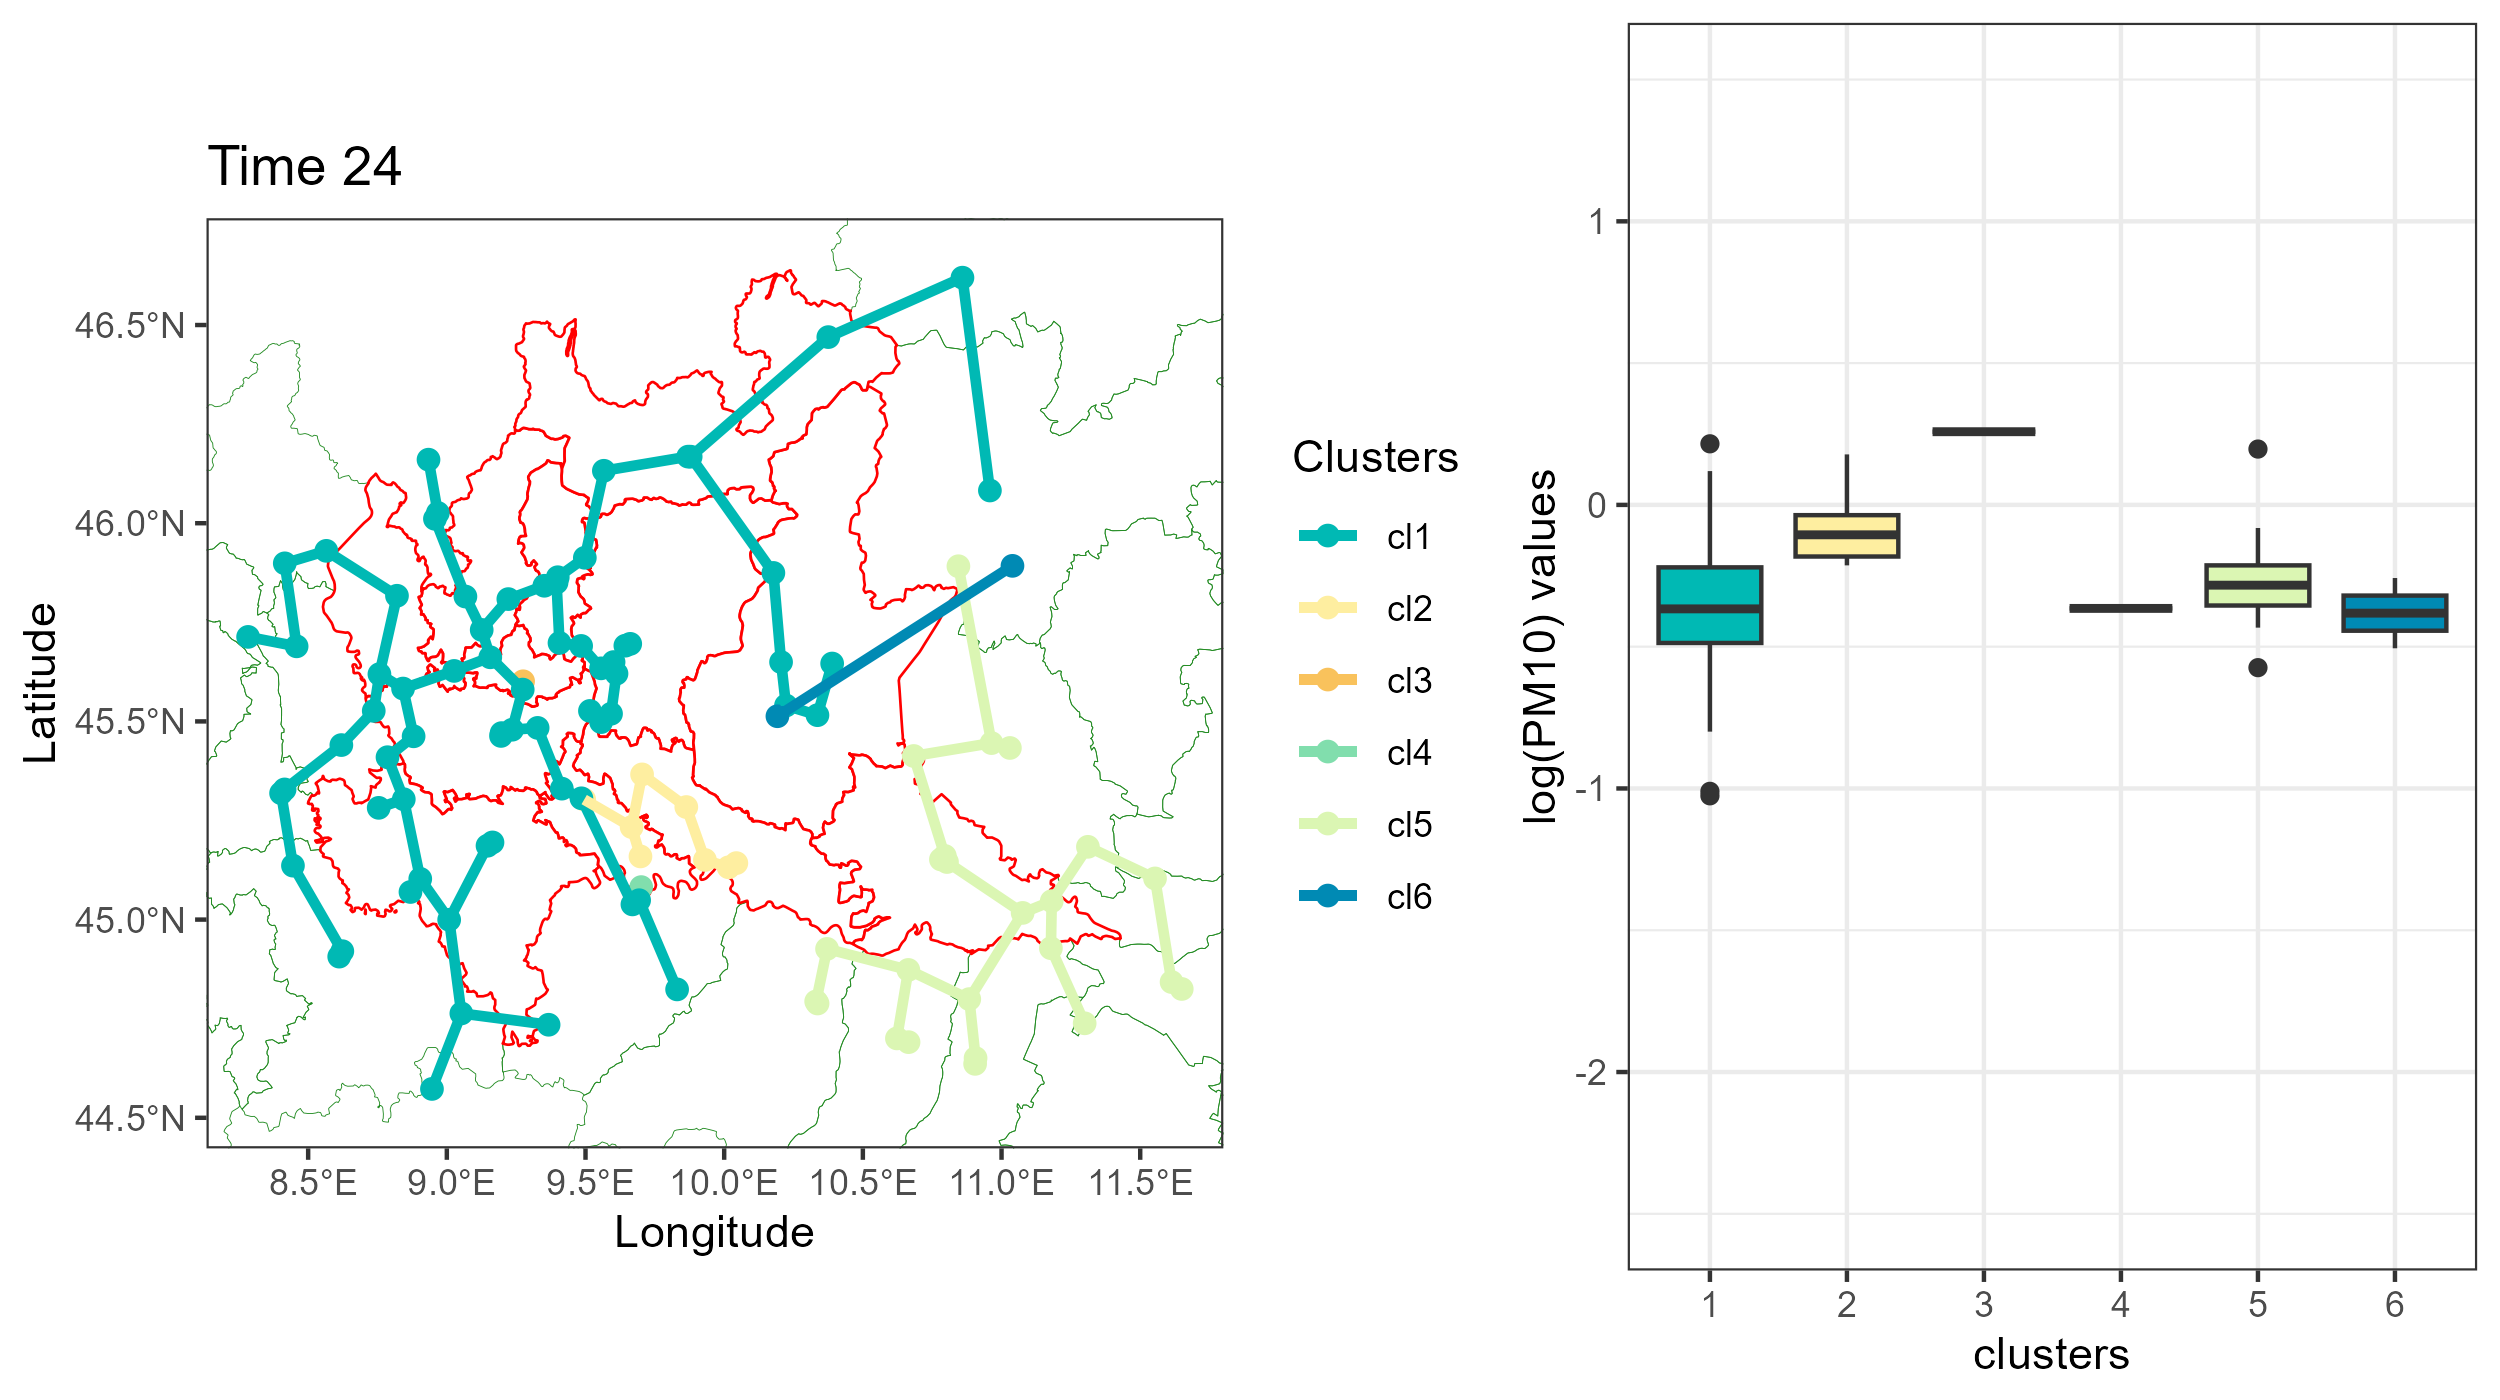 Time 24
46.5°N
46.0°N
45.5°N
45.0°N
44.5°N
Latitude
8.5°E 9.0°E 9.5°E 10.0°E 10.5°E 11.0°E 11.5°E
Longitude
Clusters
cl1
cl2
cl3
cl4
cl5
cl6
log(PM10) values
1
0
-1
-2
1 2 3 4 5 6
clusters